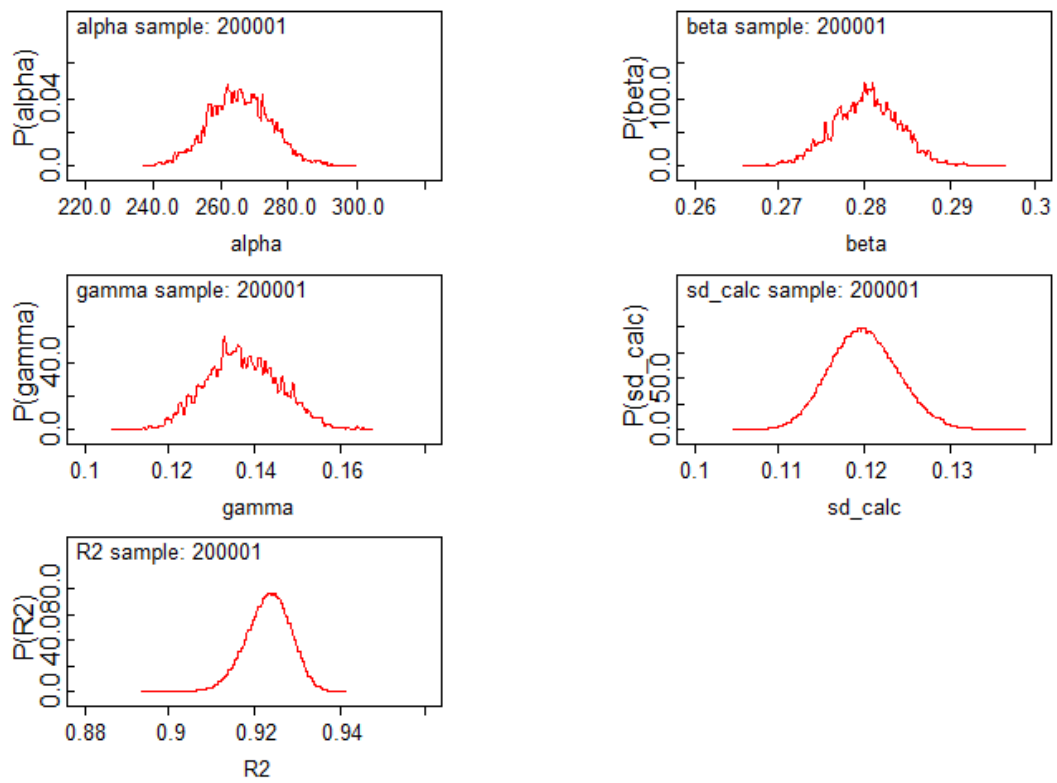 alpha sample: 200001
P(alpha)
0.04
0.0
220.0 240.0 260.0 280.0 300.0
alpha
beta sample: 200001
P(beta)
100.0
0.0
0.26 0.27 0.28 0.29 0.3
beta
gamma sample: 200001
P(gamma)
40.0
0.0
0.1 0.12 0.14 0.16
gamma
sd_calc sample: 200001
P(sd_calc)
50.0
0.0
0.1 0.11 0.12 0.13
sd_calc
R2 sample: 200001
P(R2)
80.0
40.0
0.0
0.88 0.9 0.92 0.94
R2